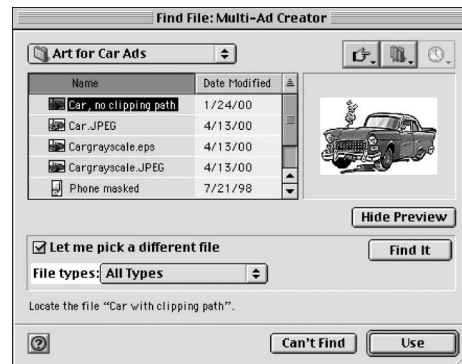 Find File: Multi-Ad Creator
Art for Car Ads
Name Date Modified
Car, no clipping path 1/24/00
Car.JPEG 4/13/00
Cargrayscale.eps 4/13/00
Cargrayscale.JPEG 4/13/00
Phone masked 7/21/98
Hide Preview
Let me pick a different file
Find It
File types: All Types
Locate the file “Car with clipping path”.
?
Can't Find Use